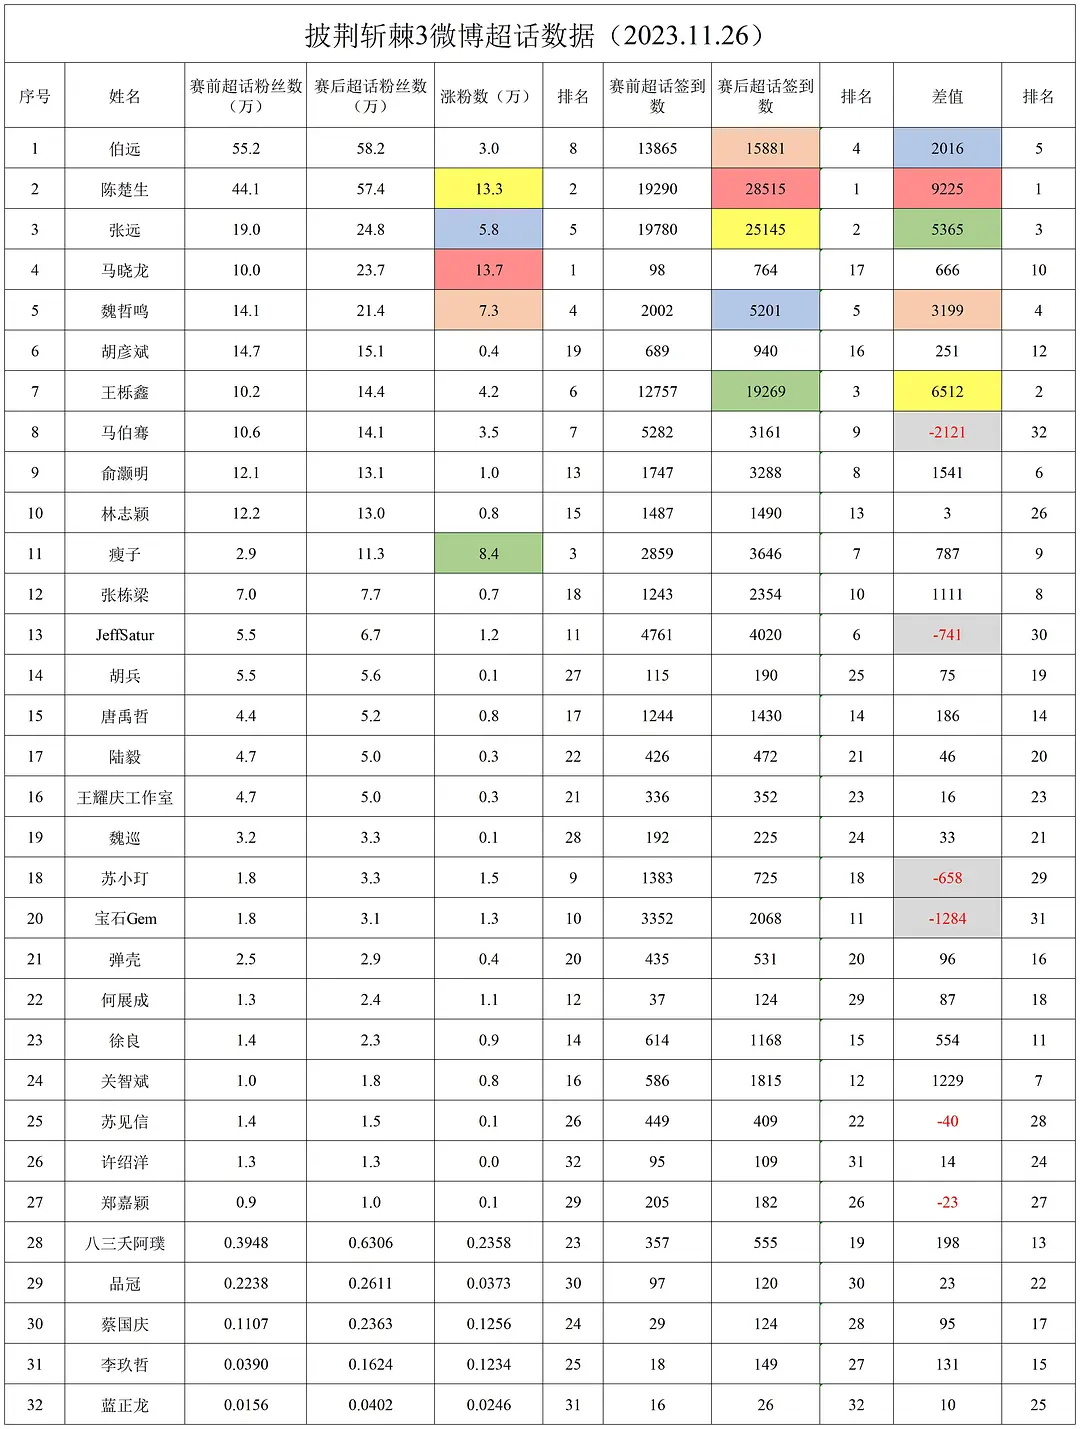 披荆斩棘3微博超话数据（2023.11.26）
序号 姓名 赛前超话粉丝数（万） 赛后超话粉丝数（万） 涨粉数（万） 排名 赛前超话签到数 赛后超话签到数 排名 差值 排名
1 伯远 55.2 58.2 3.0 8 13865 15881 4 2016 5
2 陈楚生 44.1 57.4 13.3 2 19290 28515 1 9225 1
3 张远 19.0 24.8 5.8 5 19780 25145 2 5365 3
4 马晓龙 10.0 23.7 13.7 1 98 764 17 666 10
5 魏哲鸣 14.1 21.4 7.3 4 2002 5201 5 3199 4
6 胡彦斌 14.7 15.1 0.4 19 689 940 16 251 12
7 王栎鑫 10.2 14.4 4.2 6 12757 19269 3 6512 2
8 马伯骞 10.6 14.1 3.5 7 5282 3161 9 -2121 32
9 俞灏明 12.1 13.1 1.0 13 1747 3288 8 1541 6
10 林志颖 12.2 13.0 0.8 15 1487 1490 13 3 26
11 瘦子 2.9 11.3 8.4 3 2859 3646 7 787 9
12 张栋梁 7.0 7.7 0.7 18 1243 2354 10 1111 8
13 JeffSatur 5.5 6.7 1.2 11 4761 4020 6 -741 30
14 胡兵 5.5 5.6 0.1 27 115 190 25 75 19
15 唐禹哲 4.4 5.2 0.8 17 1244 1430 14 186 14
17 陆毅 4.7 5.0 0.3 22 426 472 21 46 20
16 王耀庆工作室 4.7 5.0 0.3 21 336 352 23 16 23
19 魏巡 3.2 3.3 0.1 28 192 225 24 33 21
18 苏小玎 1.8 3.3 1.5 9 1383 725 18 -658 29
20 宝石Gem 1.8 3.1 1.3 10 3352 2068 11 -1284 31
21 弹壳 2.5 2.9 0.4 20 435 531 20 96 16
22 何展成 1.3 2.4 1.1 12 37 124 29 87 18
23 徐良 1.4 2.3 0.9 14 614 1168 15 554 11
24 关智斌 1.0 1.8 0.8 16 586 1815 12 1229 7
25 苏见信 1.4 1.5 0.1 26 449 409 22 -40 28
26 许绍洋 1.3 1.3 0.0 32 95 109 31 14 24
27 郑嘉颖 0.9 1.0 0.1 29 205 182 26 -23 27
28 八三夭阿璞 0.3948 0.6306 0.2358 23 357 555 19 198 13
29 品冠 0.2238 0.2611 0.0373 30 97 120 30 23 22
30 蔡国庆 0.1107 0.2363 0.1256 24 29 124 28 95 17
31 李玖哲 0.0390 0.1624 0.1234 25 18 149 27 131 15
32 蓝正龙 0.0156 0.0402 0.0246 31 16 26 32 10 25